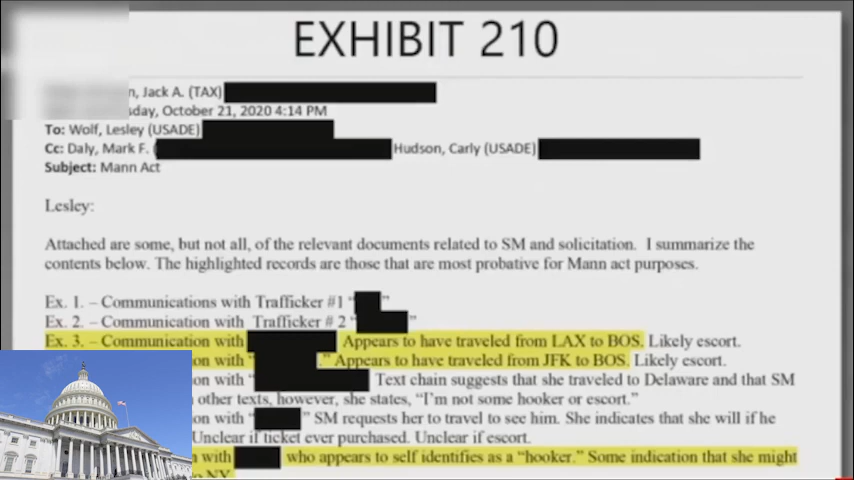 EXHIBIT 210
n, Jack A. (TAX)
day, October 21, 2020 4:14 PM
To: Wolf, Lesley (USADE)
Cc: Daly, Mark F. ( Hudson, Carly (USADE)
Subject: Mann Act
Lesley:
Attached are some, but not all, of the relevant documents related to SM and solicitation. I summarize the
contents below. The highlighted records are those that are most probative for Mann act purposes.
Ex. 1. – Communications with Trafficker #1 “ ”
Ex. 2. – Communication with Trafficker # 2 “ ”
Ex. 3. – Communication with Appears to have traveled from LAX to BOS. Likely escort.
on with “ .” Appears to have traveled from JFK to BOS. Likely escort.
on with “ Text chain suggests that she traveled to Delaware and that SM
other texts, however, she states, “I’m not some hooker or escort.”
on with “ ” SM requests her to travel to see him. She indicates that she will if he
Unclear if ticket ever purchased. Unclear if escort.
with who appears to self identifies as a “hooker.” Some indication that she might
to NY